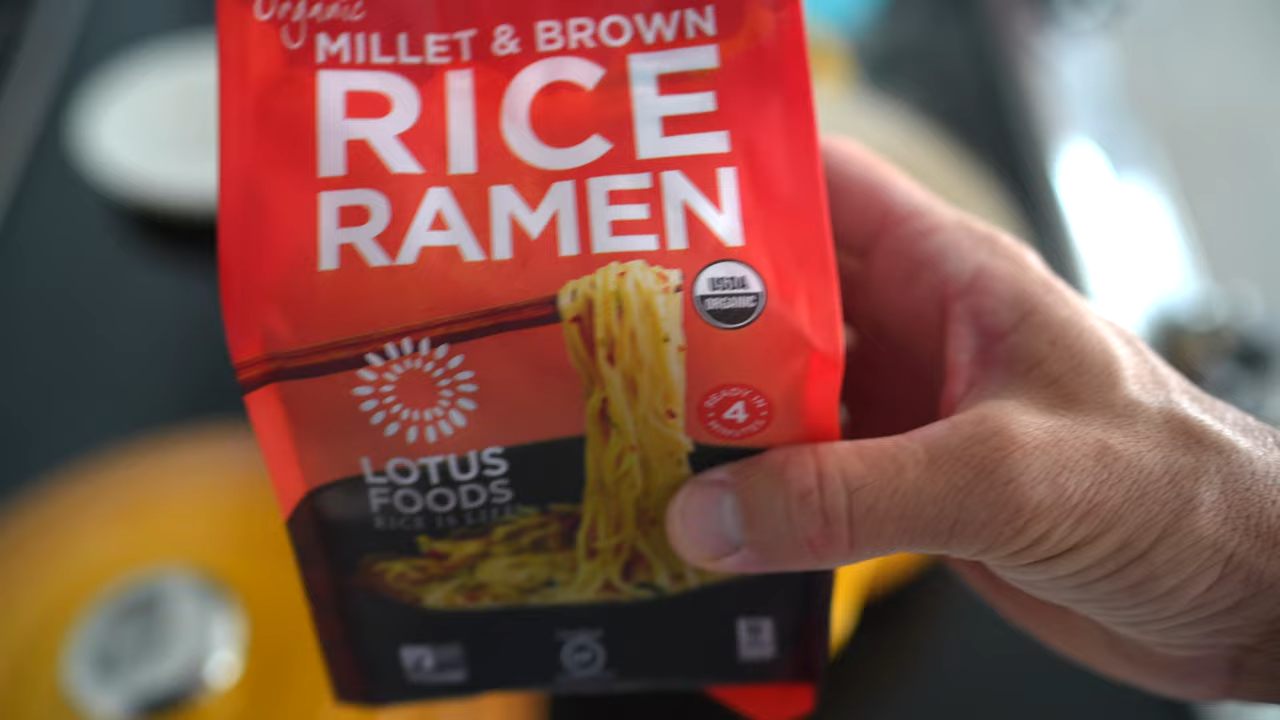 Organic
MILLET & BROWN
RICE
RAMEN
USDA
ORGANIC
READY IN
4
MINUTES
LOTUS
FOODS
RICE IS LIFE